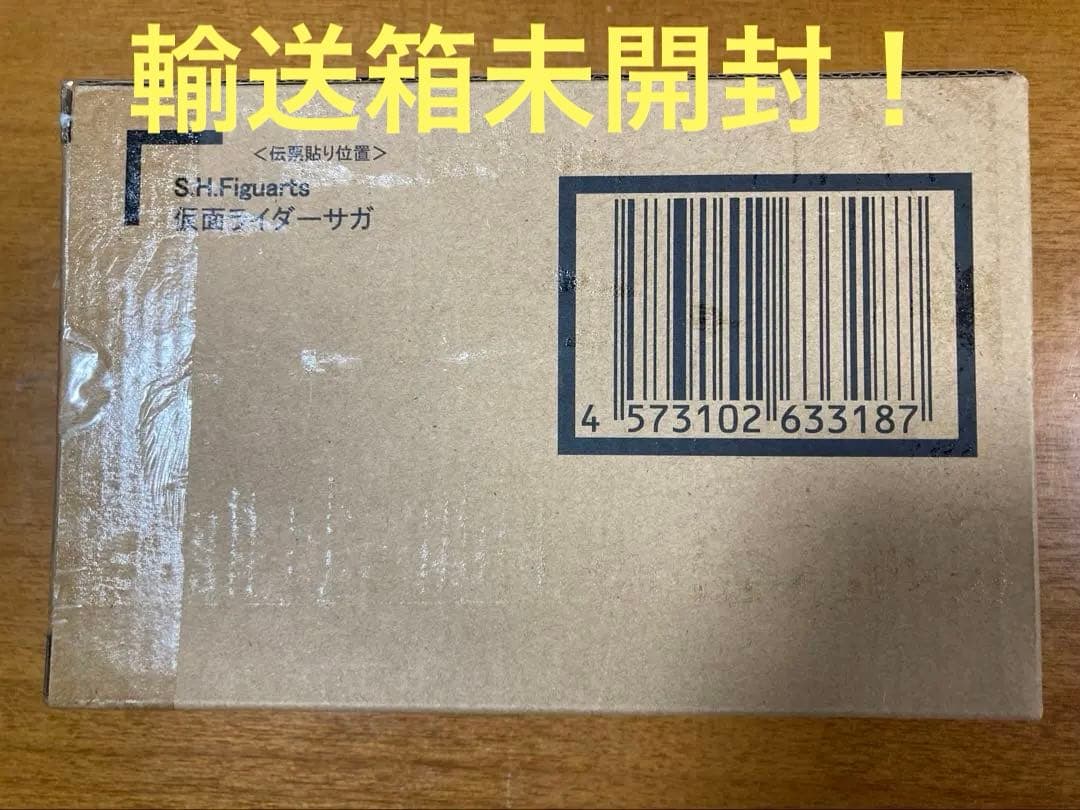 輸送箱未開封！
＜伝票貼り位置＞
S.H.Figuarts
仮面ライダーサガ
4 573102 633187